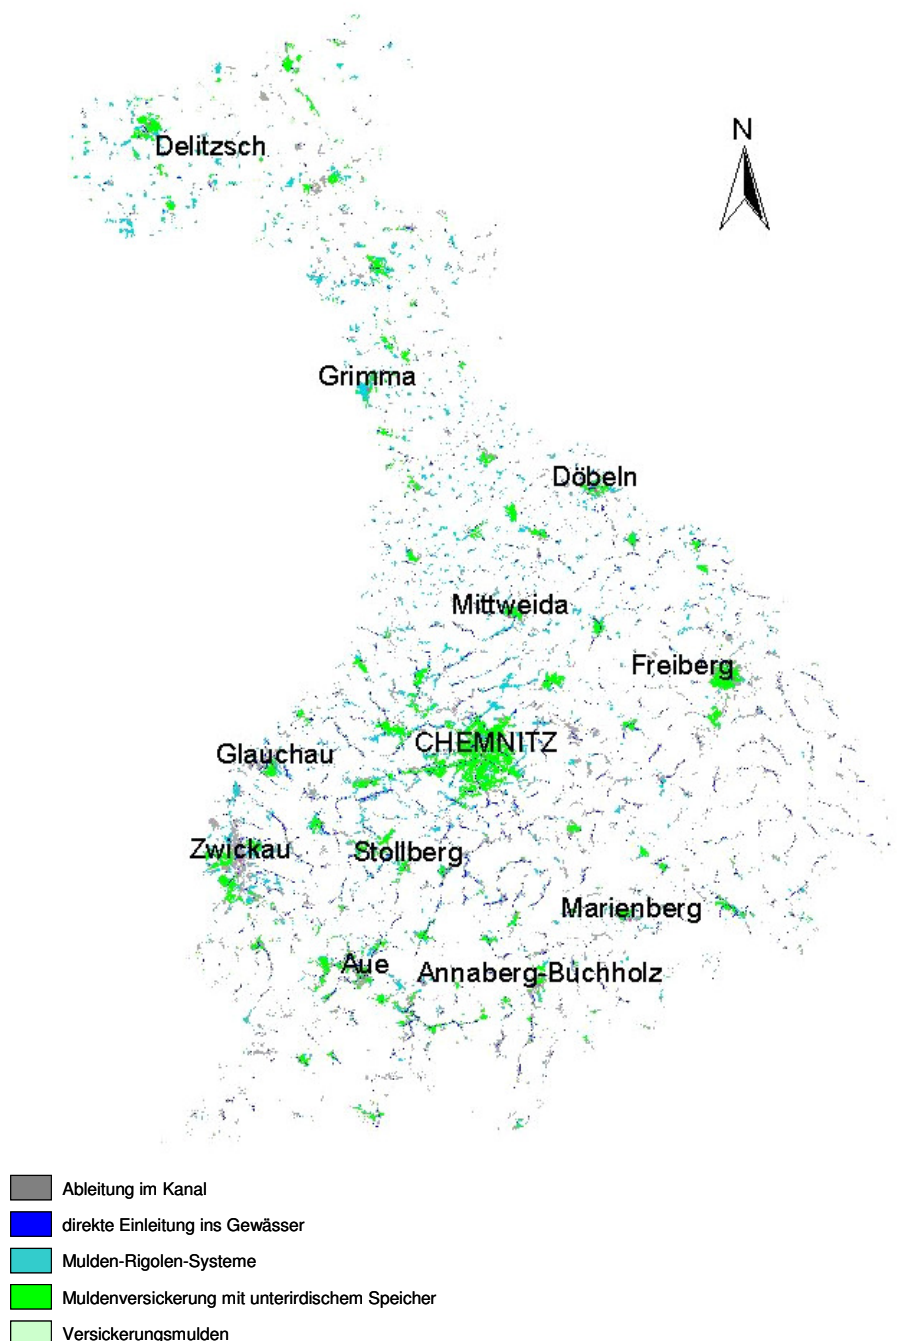 N
Delitzsch
Grimma
Döbeln
Mittweida
Freiberg
CHEMNITZ
Glauchau
Zwickau
Stollberg
Marienberg
Aue
Annaberg-Buchholz
Ableitung im Kanal
direkte Einleitung ins Gewässer
Mulden-Rigolen-Systeme
Muldenversickerung mit unterirdischem Speicher
Versickerungsmulden